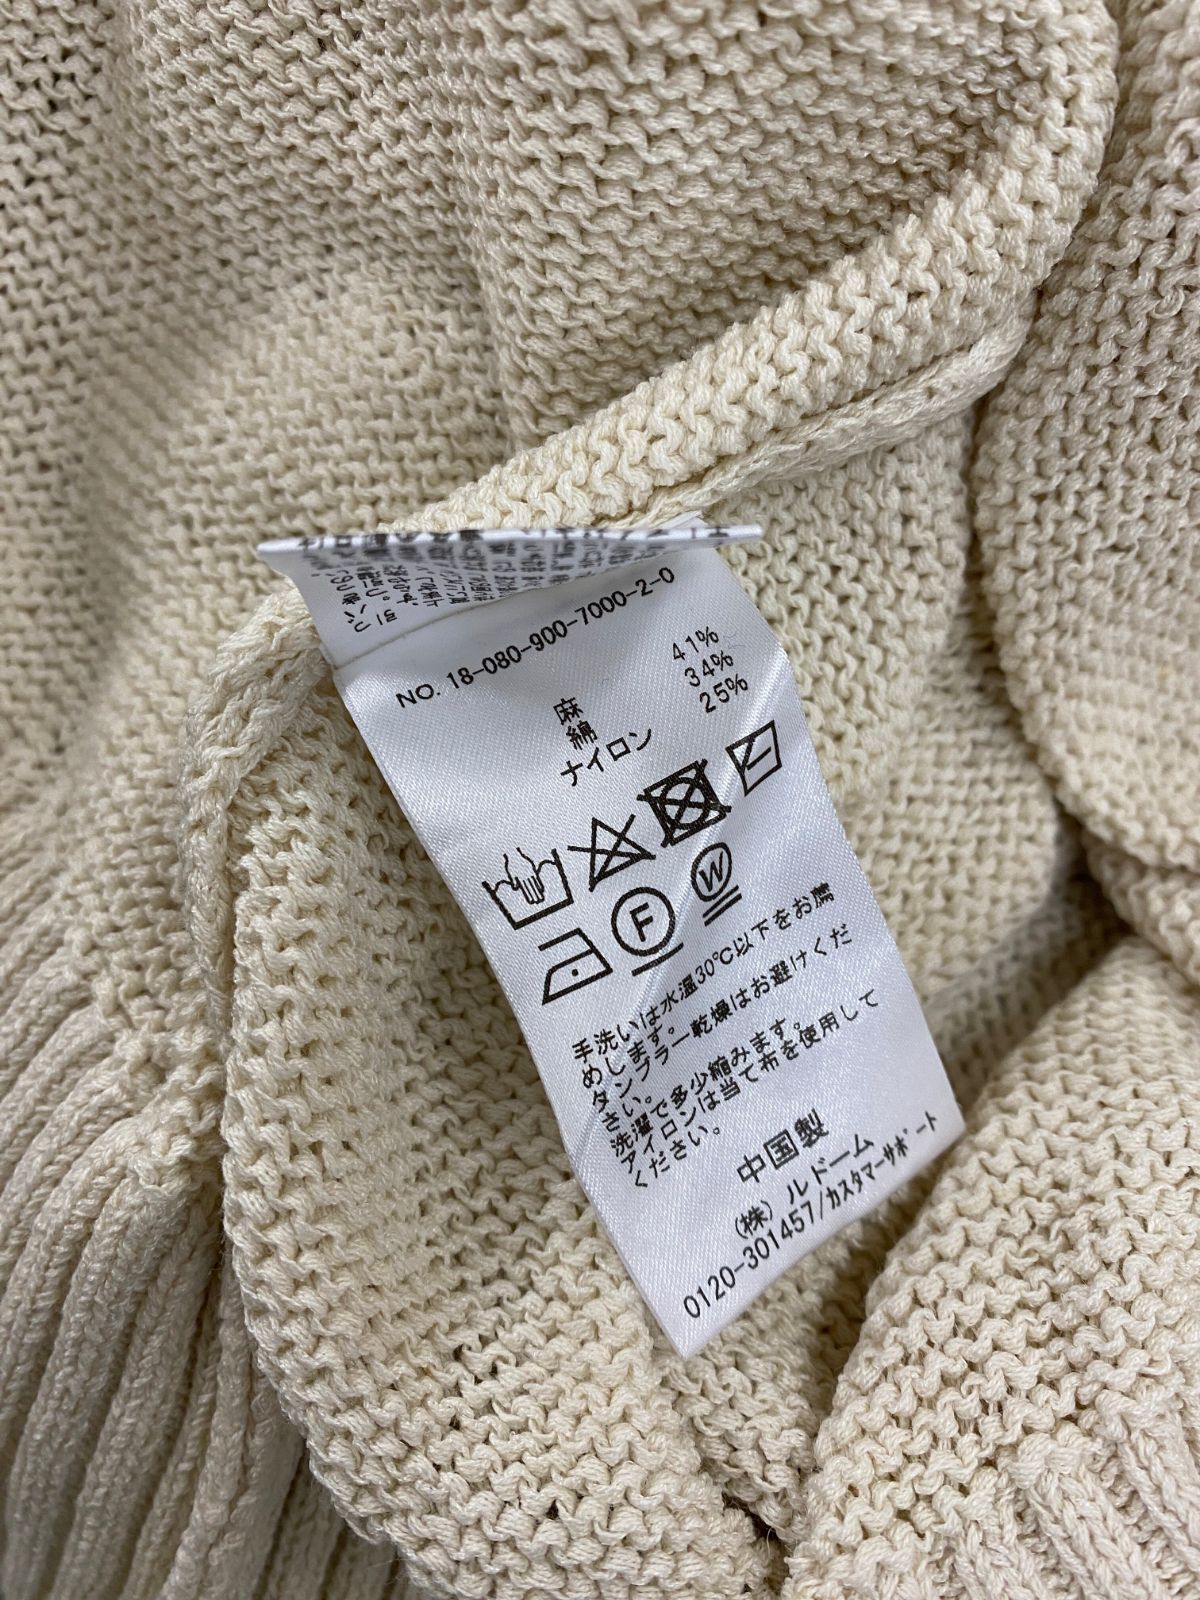 NO. 18-080-900-7000-2-0
麻 41%
綿 34%
ナイロン 25%
F
W
手洗いは水温30℃以下をお薦
めします。
タンブラー乾燥はお避けくだ
さい。
洗濯で多少縮みます。
アイロンは当て布を使用して
ください。
中国製
(株) ルドーム
0120-301457/カスタマーサポート